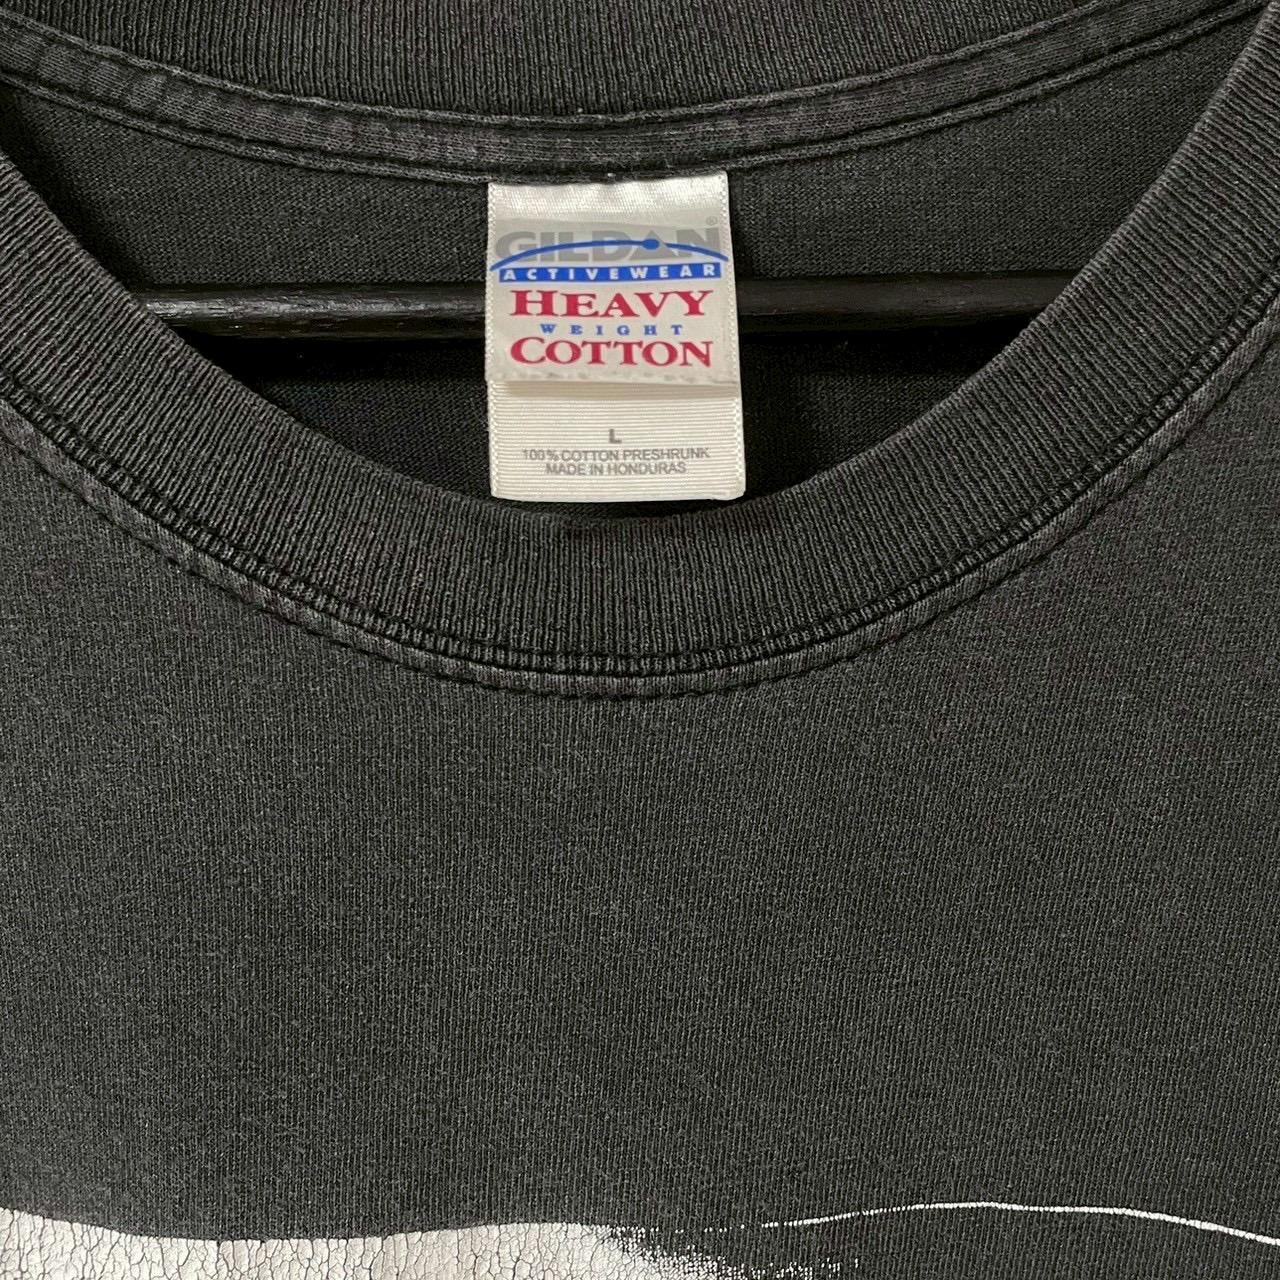 GILDAN®
ACTIVEWEAR
HEAVY
WEIGHT
COTTON
L
100% COTTON PRESHRUNK
MADE IN HONDURAS